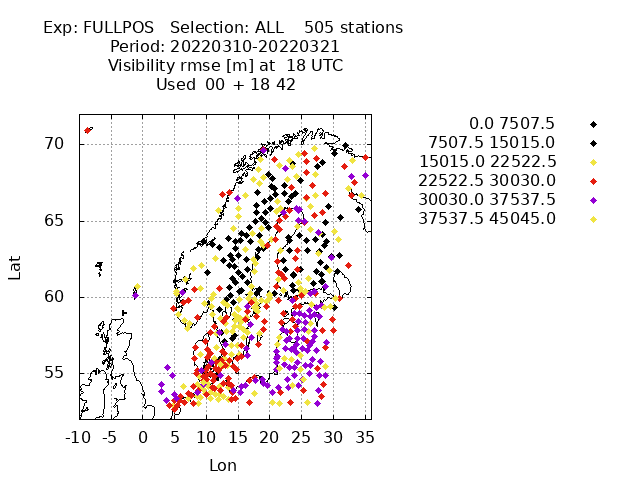 Exp: FULLPOS   Selection: ALL    505 stations
Period: 20220310-20220321
Visibility rmse [m] at  18 UTC
Used  00 + 18 42
0.0 7507.5
7507.5 15015.0
15015.0 22522.5
22522.5 30030.0
30030.0 37537.5
37537.5 45045.0
70
65
60
55
Lat
-10 -5 0 5 10 15 20 25 30 35
Lon